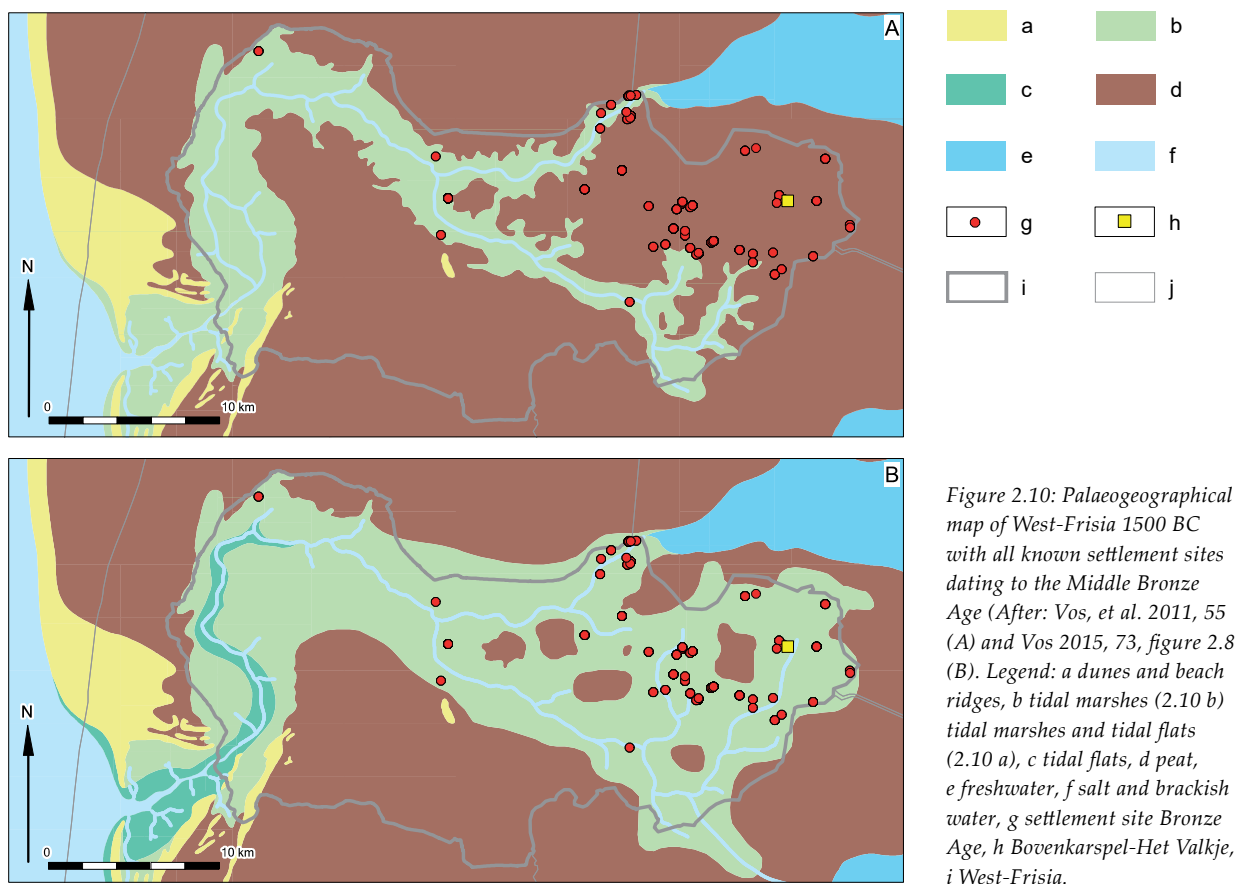 A
N
0
10 km
B
N
0
10 km
a
b
c
d
e
f
g
h
i
j
Figure 2.10: Palaeogeographical
map of West-Frisia 1500 BC
with all known settlement sites
dating to the Middle Bronze
Age (After: Vos, et al. 2011, 55
(A) and Vos 2015, 73, figure 2.8
(B). Legend: a dunes and beach
ridges, b tidal marshes (2.10 b)
tidal marshes and tidal flats
(2.10 a), c tidal flats, d peat,
e freshwater, f salt and brackish
water, g settlement site Bronze
Age, h Bovenkarspel-Het Valkje,
i West-Frisia.